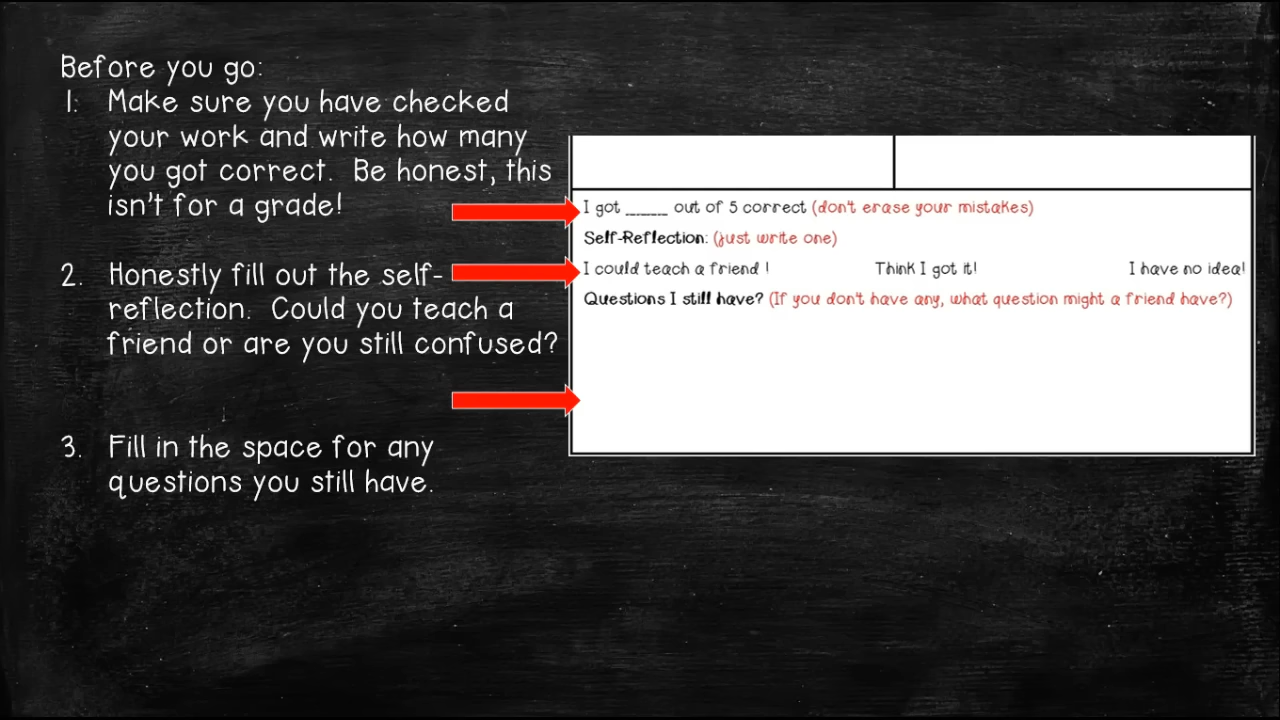 Before you go:
1. Make sure you have checked
your work and write how many
you got correct. Be honest, this
isn't for a grade!
2. Honestly fill out the self-
reflection. Could you teach a
friend or are you still confused?
3. Fill in the space for any
questions you still have.
I got _____ out of 5 correct (don't erase your mistakes)
Self-Reflection: (just write one)
I could teach a friend ! Think I got it! I have no idea!
Questions I still have? (If you don't have any, what question might a friend have?)